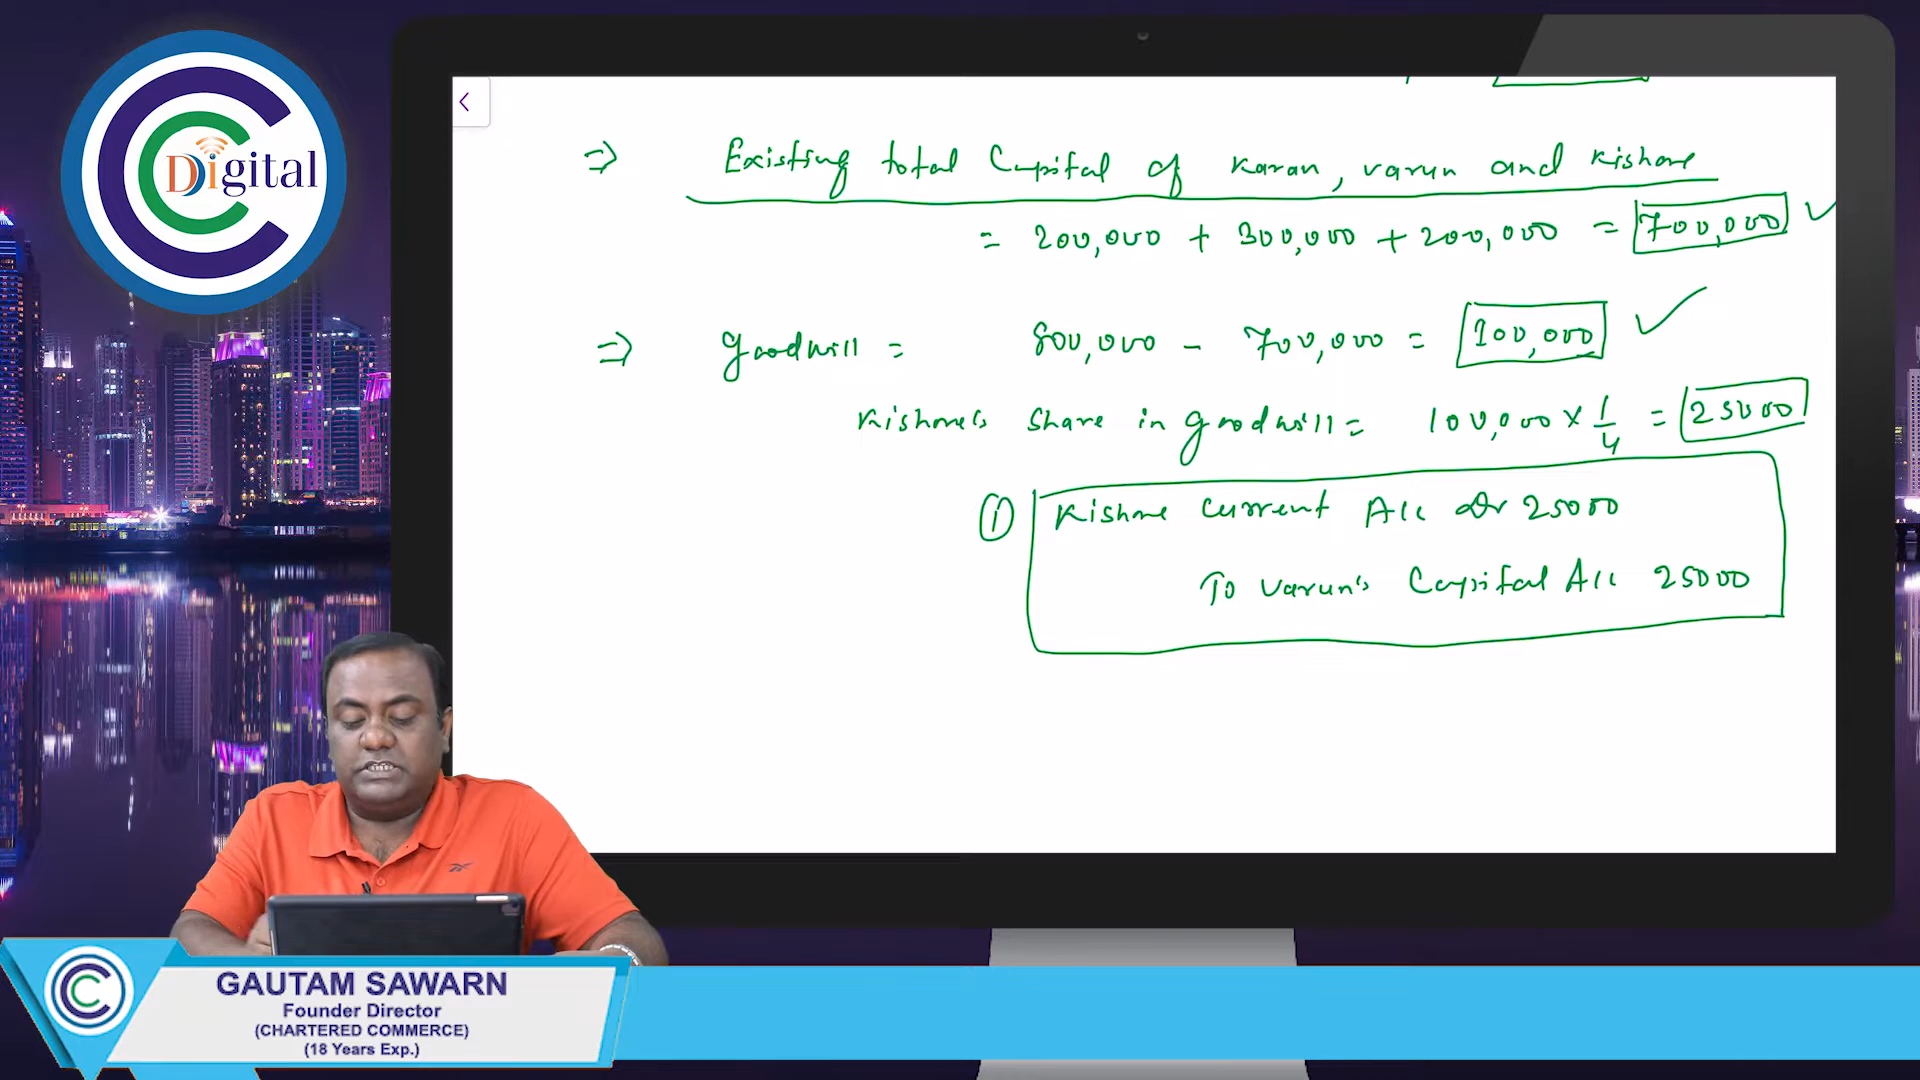 Digital
⇒ Existing total Capital of Karan, Varun and Kishore
= 200,000 + 300,000 + 200,000 = 700,000 ✓
⇒ Goodwill = 800,000 - 700,000 = 100,000 ✓
Kishore's share in goodwill = 100,000 × 1/4 = 25000
① Kishore Current A/c Dr 25000
To Varun's Capital A/c 25000
GAUTAM SAWARN
Founder Director
(CHARTERED COMMERCE)
(18 Years Exp.)